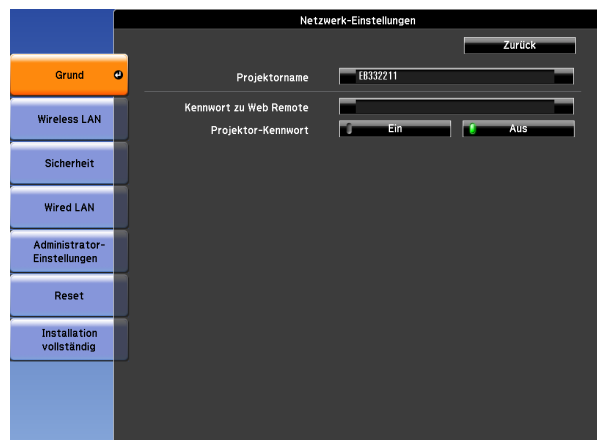 Netzwerk-Einstellungen
Zurück
Grund
Projektorname EB332211
Kennwort zu Web Remote
Projektor-Kennwort Ein Aus
Wireless LAN
Sicherheit
Wired LAN
Administrator-
Einstellungen
Reset
Installation
vollständig